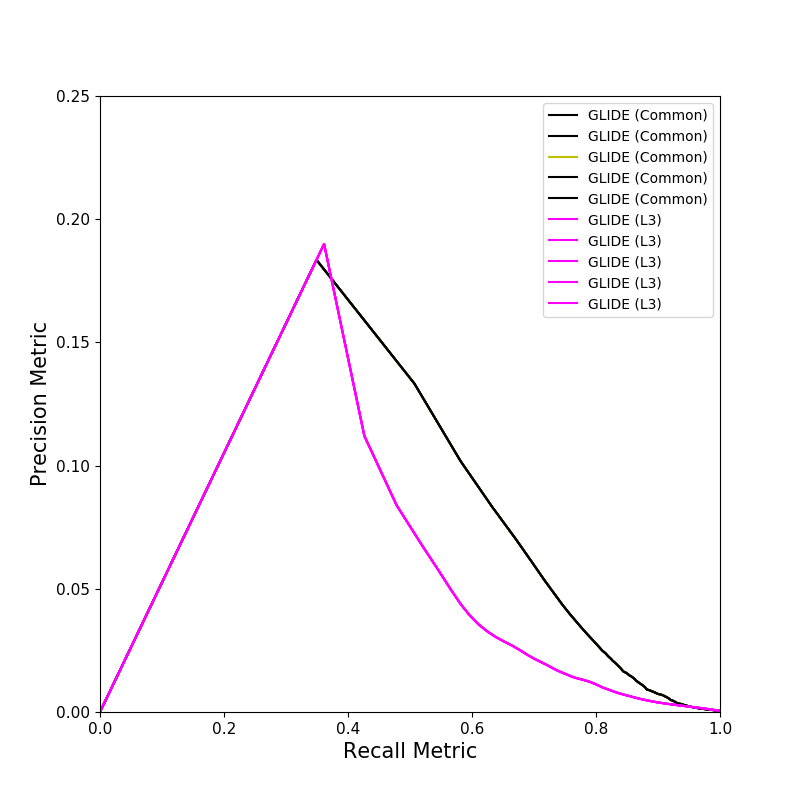 0.25
0.20
0.15
0.10
0.05
0.00
Precision Metric
GLIDE (Common)
GLIDE (Common)
GLIDE (Common)
GLIDE (Common)
GLIDE (Common)
GLIDE (L3)
GLIDE (L3)
GLIDE (L3)
GLIDE (L3)
GLIDE (L3)
0.0 0.2 0.4 0.6 0.8 1.0
Recall Metric